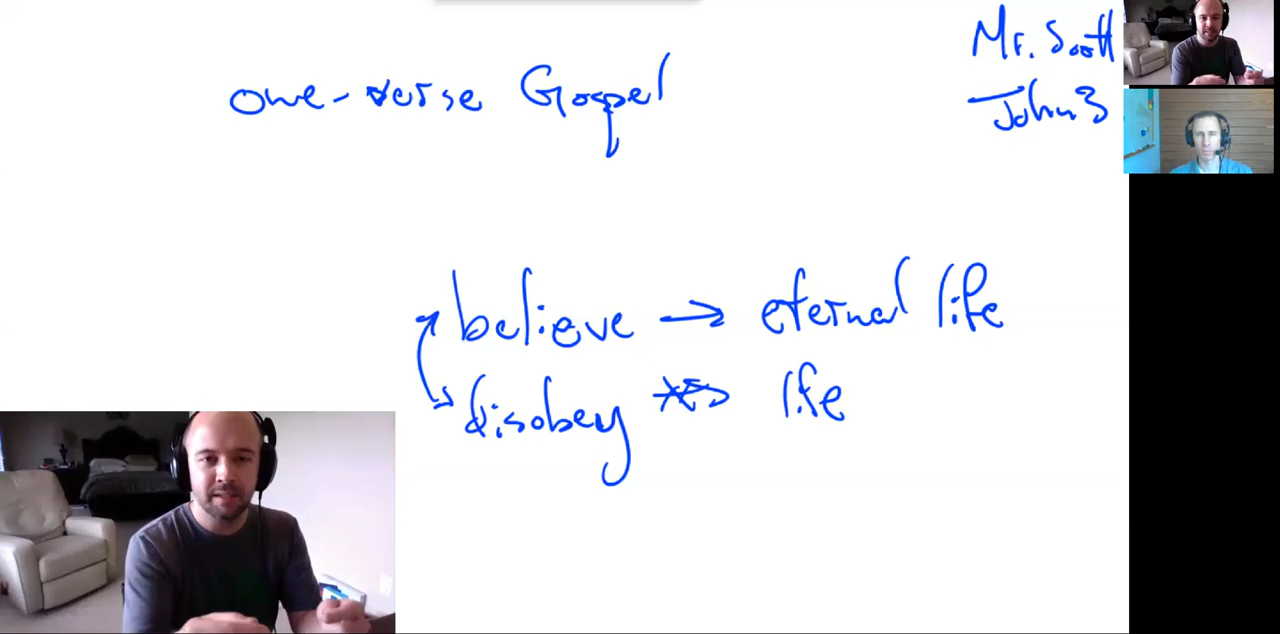 one-verse Gospel
Mr. Scott
John 3
believe → eternal life
disobey life